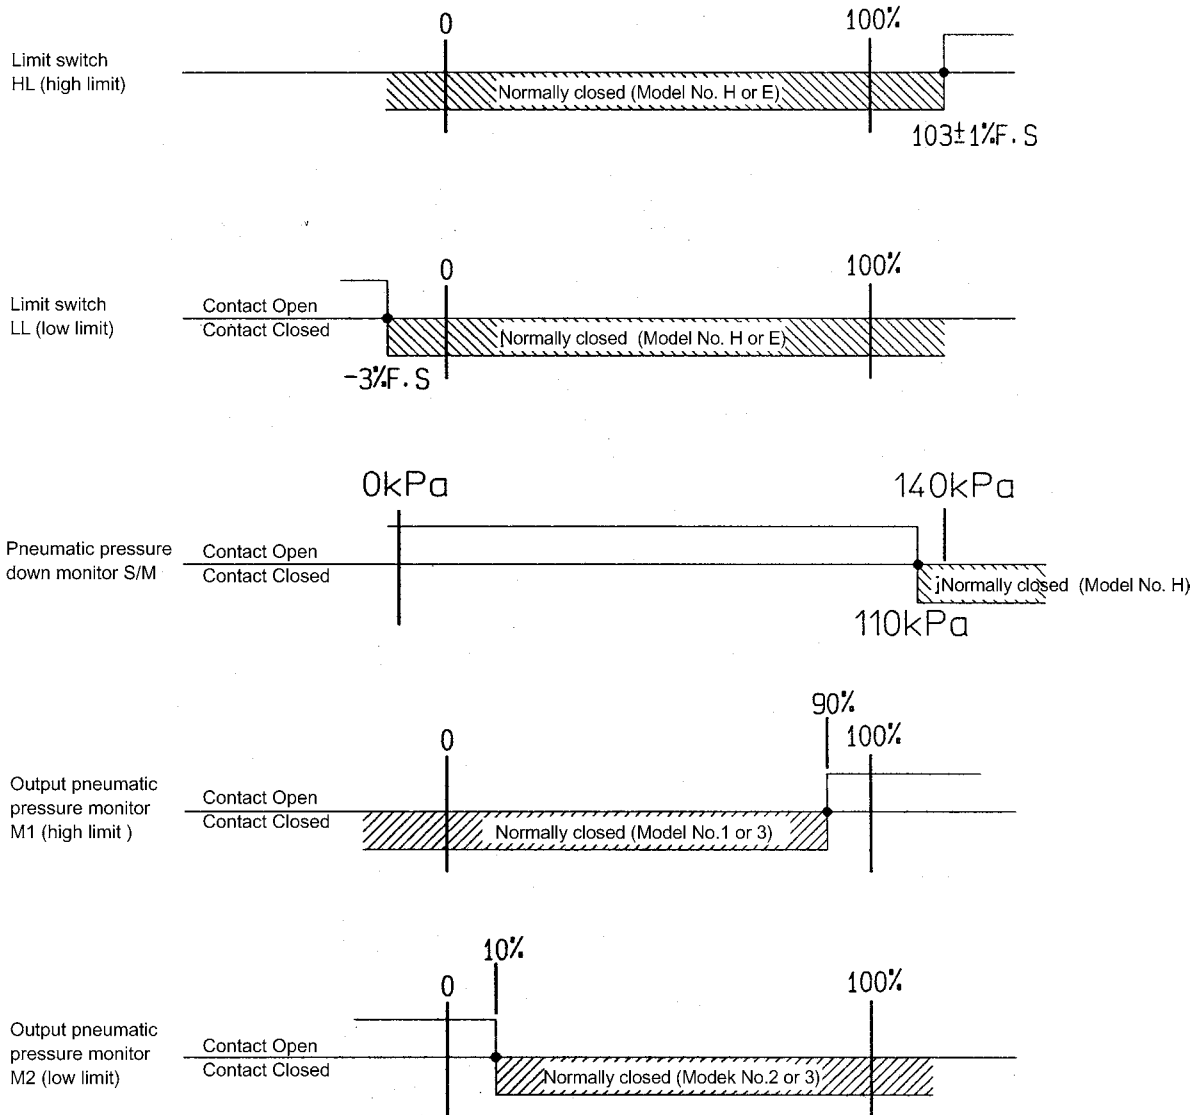 0
100%
Limit switch
HL (high limit)
Normally closed (Model No. H or E)
103±1%F.S
0
100%
Limit switch
LL (low limit)
Contact Open
Contact Closed
Normally closed (Model No. H or E)
-3%F.S
0kPa
140kPa
Pneumatic pressure
down monitor S/M
Contact Open
Contact Closed
jNormally closed (Model No. H)
110kPa
90%
0
100%
Output pneumatic
pressure monitor
M1 (high limit )
Contact Open
Contact Closed
Normally closed (Model No.1 or 3)
10%
0
100%
Output pneumatic
pressure monitor
M2 (low limit)
Contact Open
Contact Closed
Normally closed (Modek No.2 or 3)